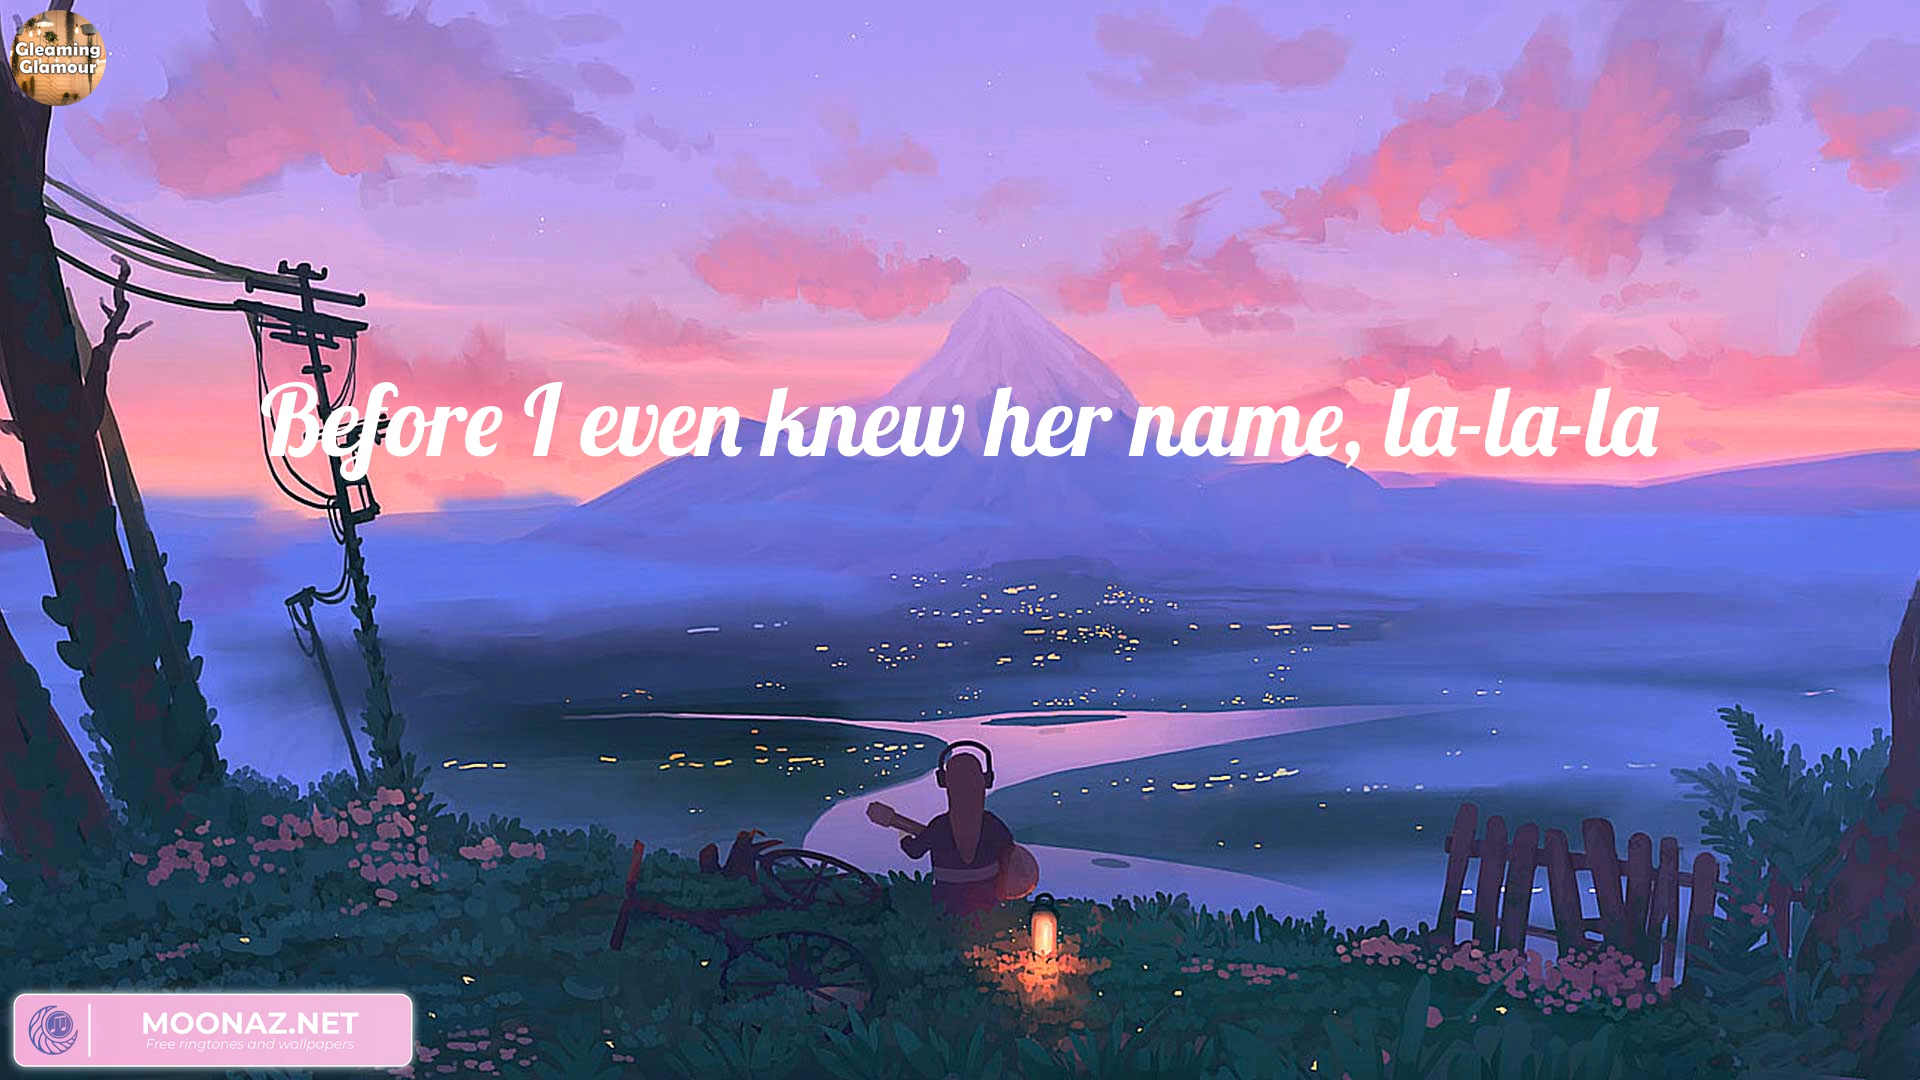 Gleaming
Glamour
Before I even knew her name, la-la-la
MOONAZ.NET
Free ringtones and wallpapers